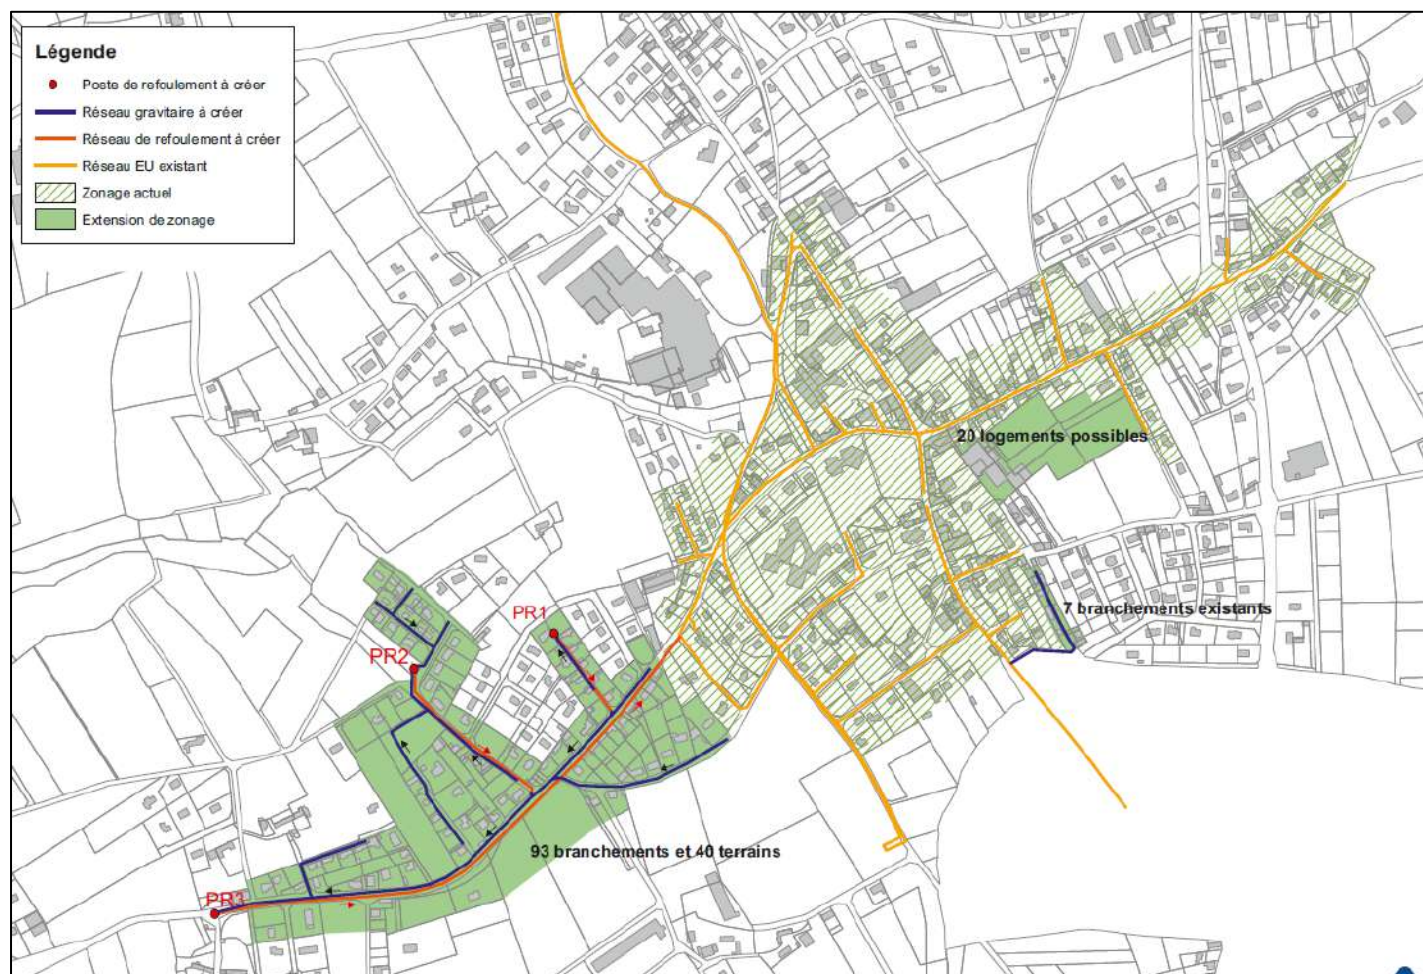 Légende
Poste de refoulement à créer
Réseau gravitaire à créer
Réseau de refoulement à créer
Réseau EU existant
Zonage actuel
Extension de zonage
20 logements possibles
7 branchements existants
PR1
PR2
93 branchements et 40 terrains
PR3